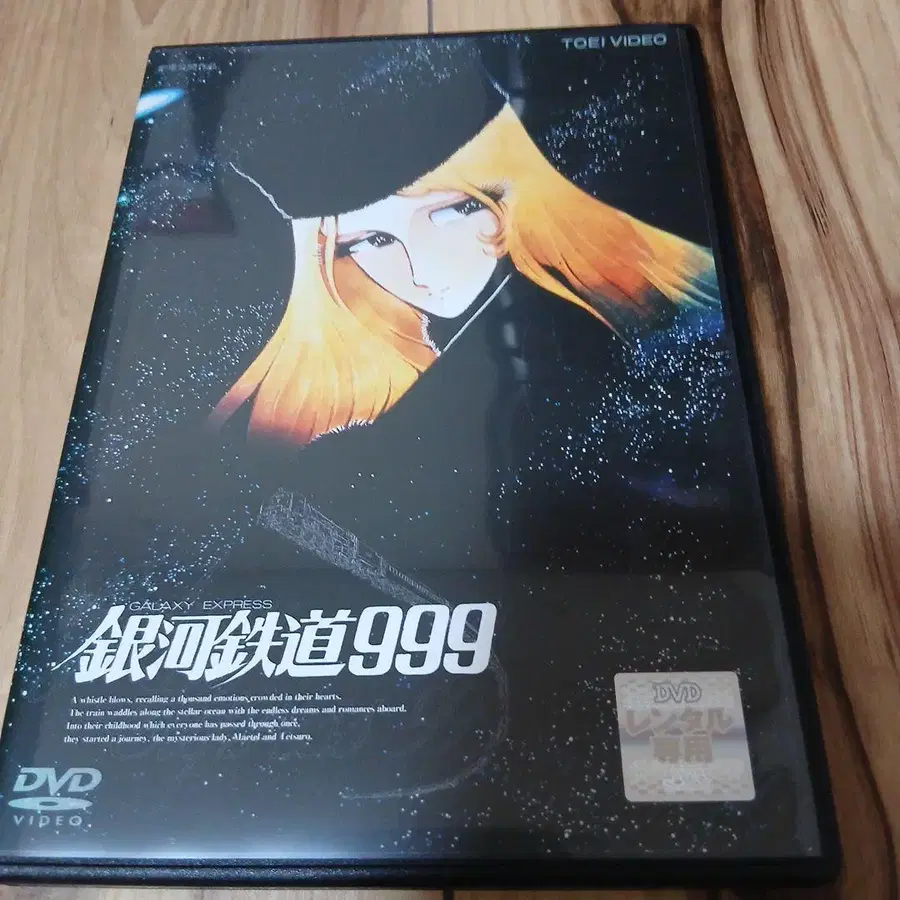 TOEI VIDEO
GALAXY EXPRESS
銀河鉄道999
A whistle blows, recalling a thousand emotions crowded in their hearts.
The train waddles along the stellar ocean with the endless dreams and romances aboard.
Into their childhood which everyone has passed through once,
they started a journey, the mysterious lady, Maetel and Tetsuro.
DVD
レンタル
専用
DVD
VIDEO